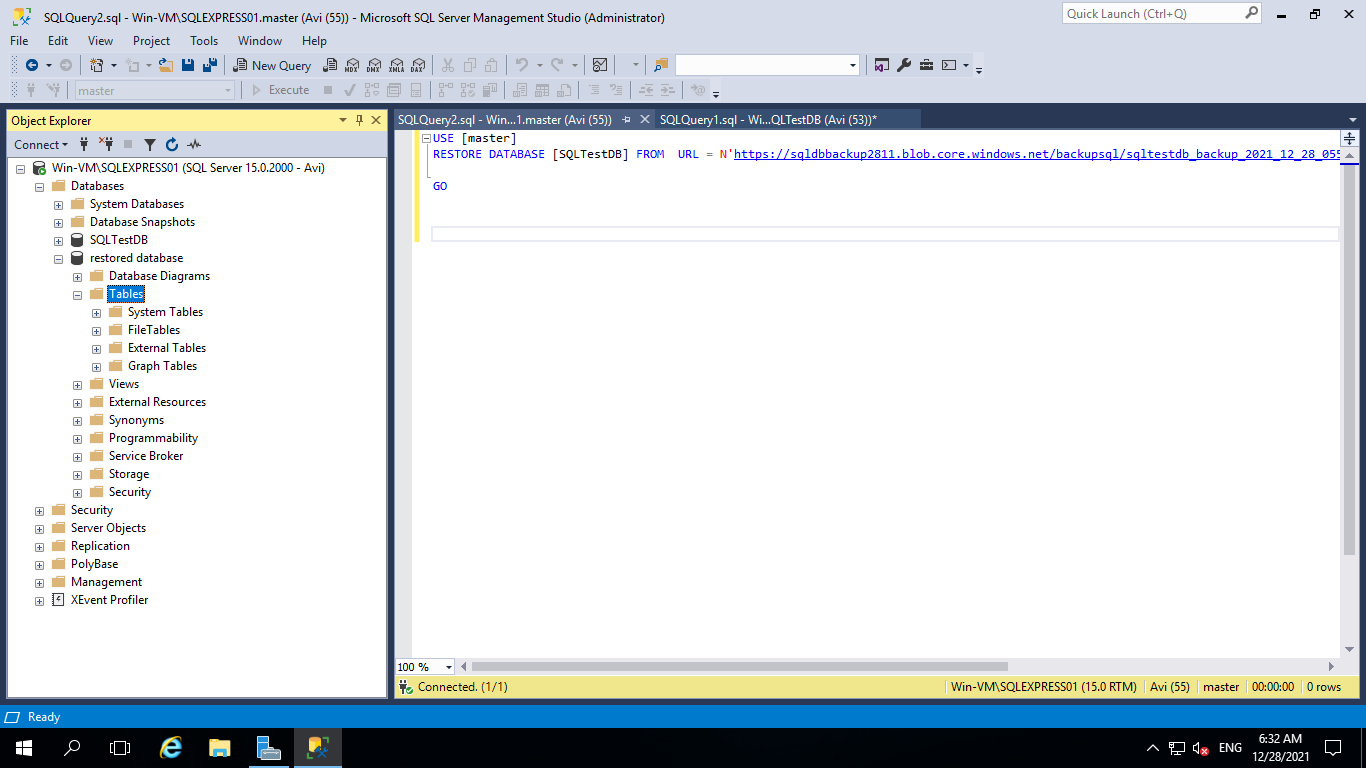 SQLQuery2.sql - Win-VM\SQLEXPRESS01.master (Avi (55)) - Microsoft SQL Server Management Studio (Administrator)
Quick Launch (Ctrl+Q)
File Edit View Project Tools Window Help
New Query
MDX DMX XMLA DAX
master
Execute
Object Explorer
SQLQuery2.sql - Win...1.master (Avi (55))
SQLQuery1.sql - Wi...QLTestDB (Avi (53))*
Connect
Win-VM\SQLEXPRESS01 (SQL Server 15.0.2000 - Avi)
Databases
System Databases
Database Snapshots
SQLTestDB
restored database
Database Diagrams
Tables
System Tables
FileTables
External Tables
Graph Tables
Views
External Resources
Synonyms
Programmability
Service Broker
Storage
Security
Security
Server Objects
Replication
PolyBase
Management
XEvent Profiler
USE [master]
RESTORE DATABASE [SQLTestDB] FROM  URL = N'https://sqldbbackup2811.blob.core.windows.net/backupsql/sqltestdb_backup_2021_12_28_055
GO
100 %
Connected. (1/1)
Win-VM\SQLEXPRESS01 (15.0 RTM)
Avi (55)
master
00:00:00
0 rows
Ready
ENG
6:32 AM
12/28/2021